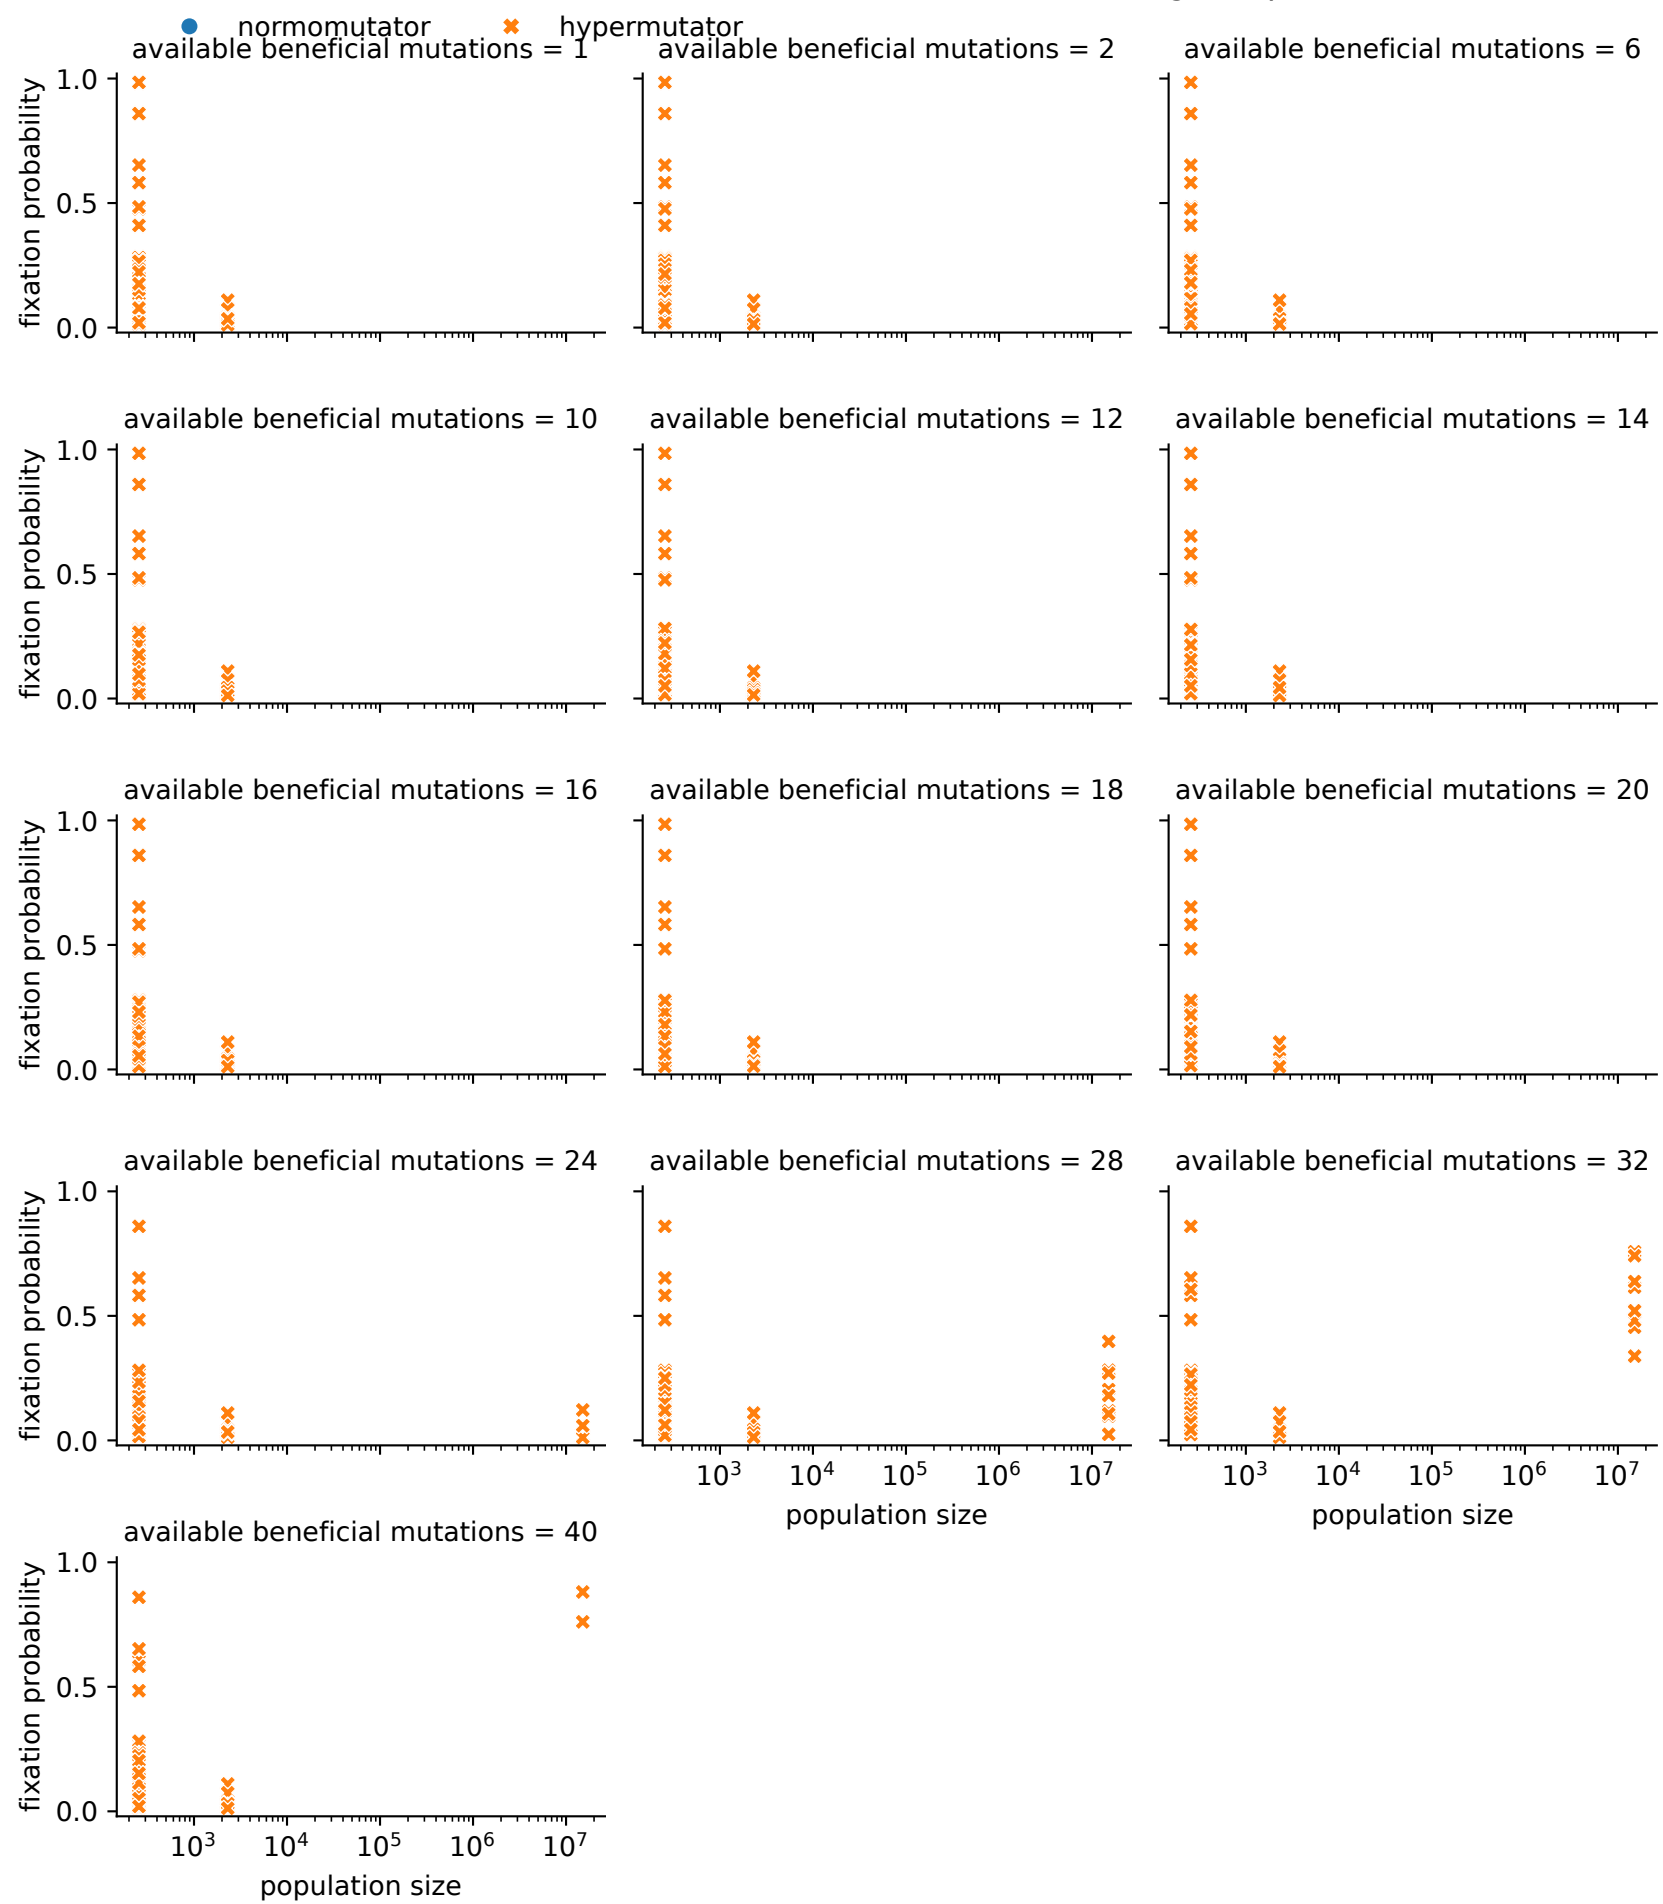 normomutator hypermutator
available beneficial mutations = 1 available beneficial mutations = 2 available beneficial mutations = 6
1.0
0.5
0.0
fixation probability
available beneficial mutations = 10 available beneficial mutations = 12 available beneficial mutations = 14
1.0
0.5
0.0
fixation probability
available beneficial mutations = 16 available beneficial mutations = 18 available beneficial mutations = 20
1.0
0.5
0.0
fixation probability
available beneficial mutations = 24 available beneficial mutations = 28 available beneficial mutations = 32
1.0
0.5
0.0
fixation probability
10³ 10⁴ 10⁵ 10⁶ 10⁷ 10³ 10⁴ 10⁵ 10⁶ 10⁷
population size population size
available beneficial mutations = 40
1.0
0.5
0.0
fixation probability
10³ 10⁴ 10⁵ 10⁶ 10⁷
population size